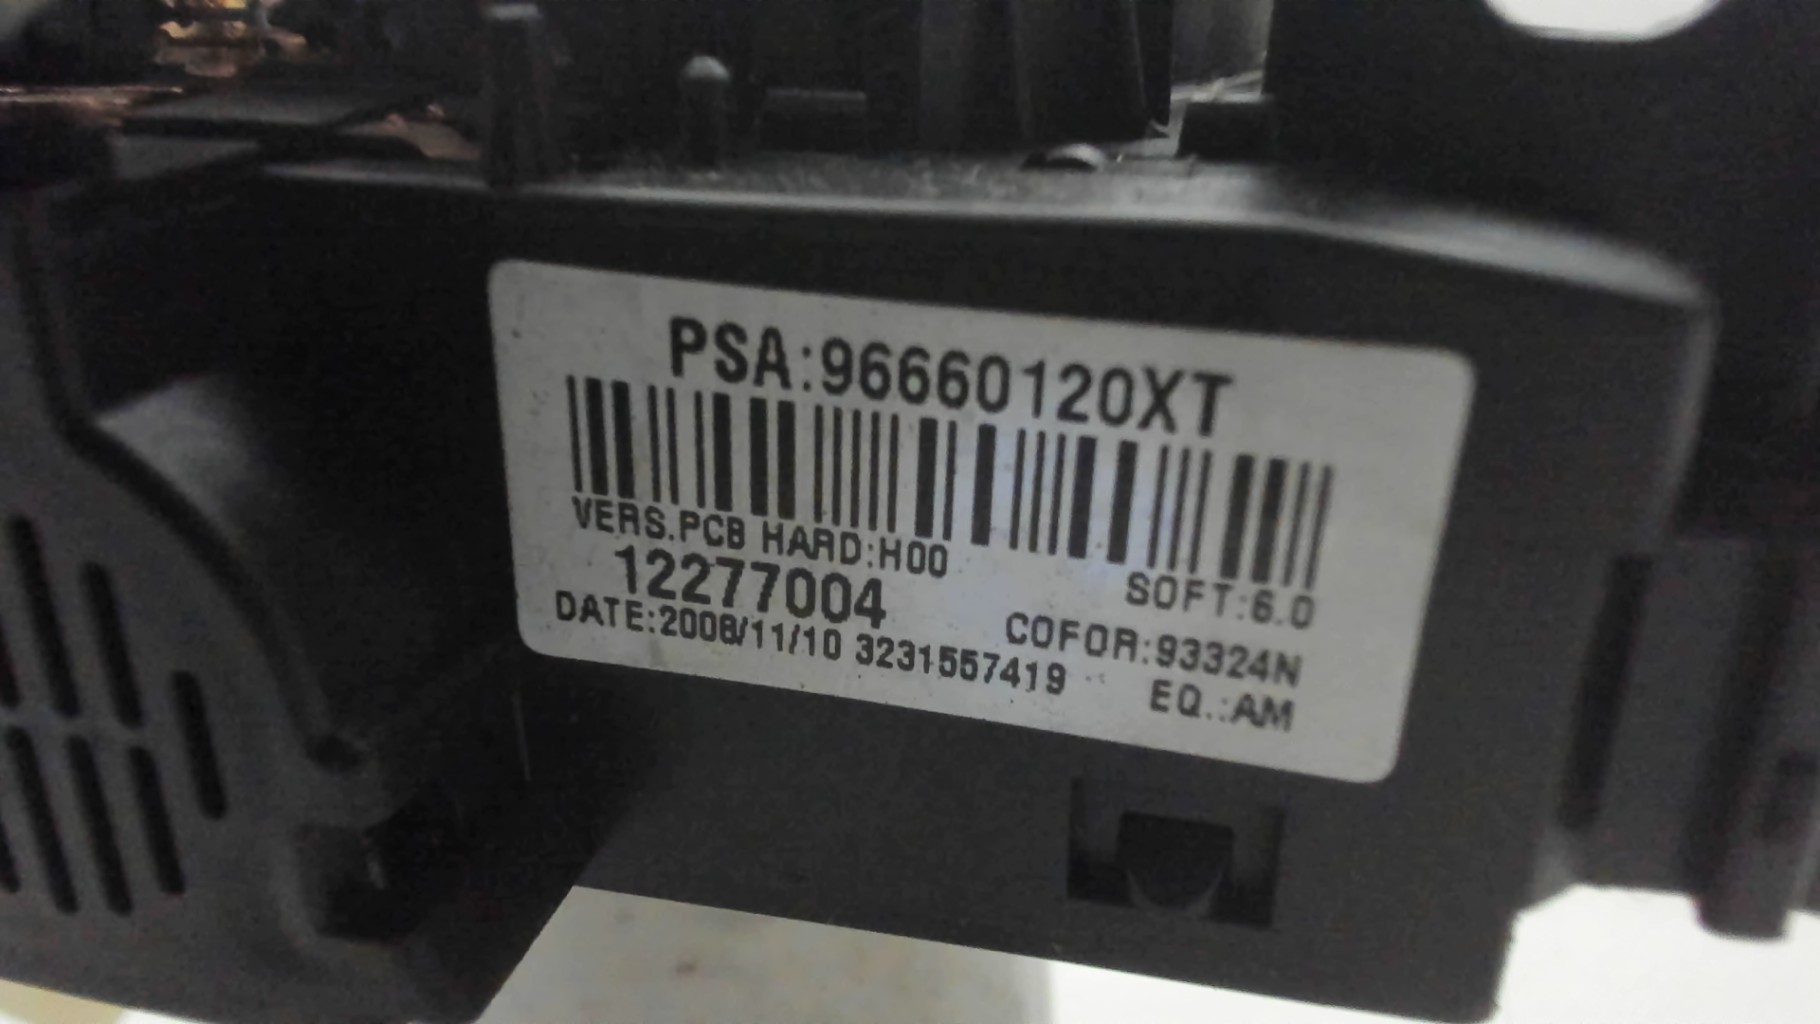 PSA:96660120XT
VERS.PCB HARD:H00 SOFT:6.0
12277004 COFOR:93324N
DATE:2008/11/10 3231557419 EQ.:AM